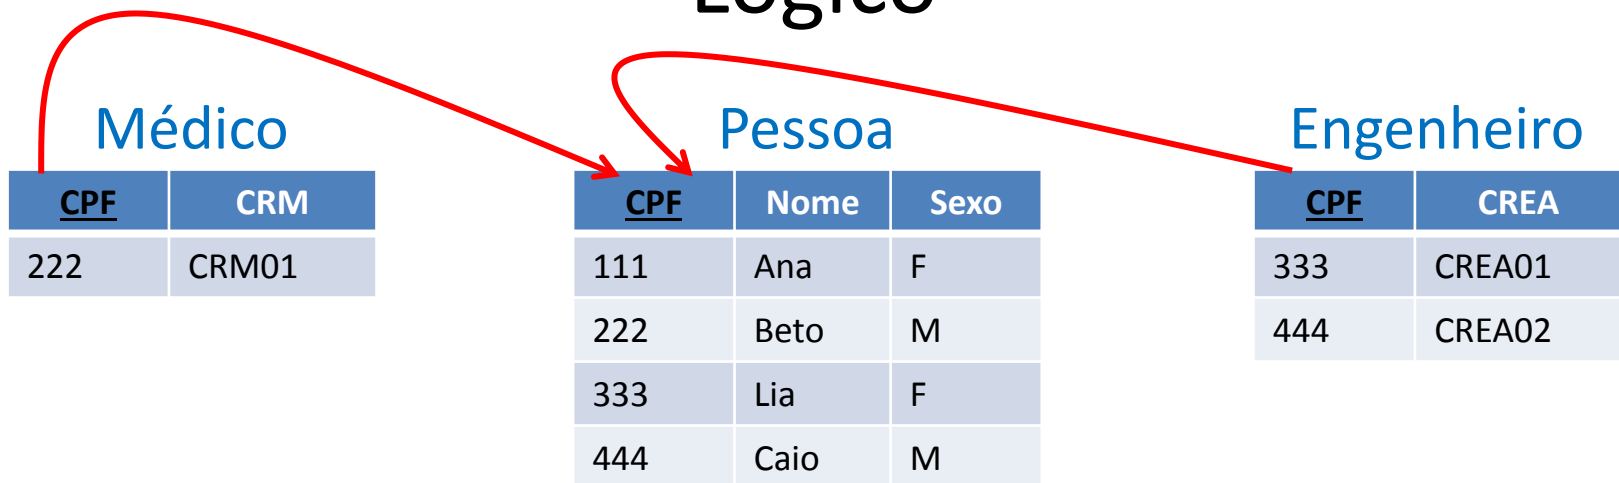 Lógico
Médico
CPF CRM
222 CRM01
Pessoa
CPF Nome Sexo
111 Ana F
222 Beto M
333 Lia F
444 Caio M
Engenheiro
CPF CREA
333 CREA01
444 CREA02